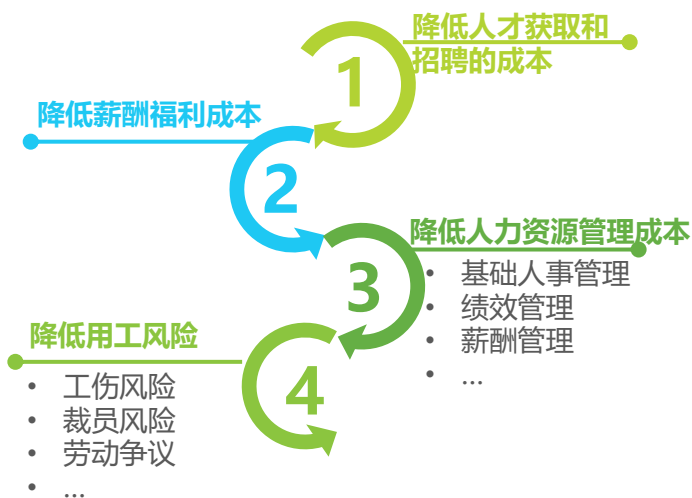 1
降低人才获取和
招聘的成本
2
降低薪酬福利成本
3
降低人力资源管理成本
• 基础人事管理
• 绩效管理
• 薪酬管理
• ...
4
降低用工风险
• 工伤风险
• 裁员风险
• 劳动争议
• ...